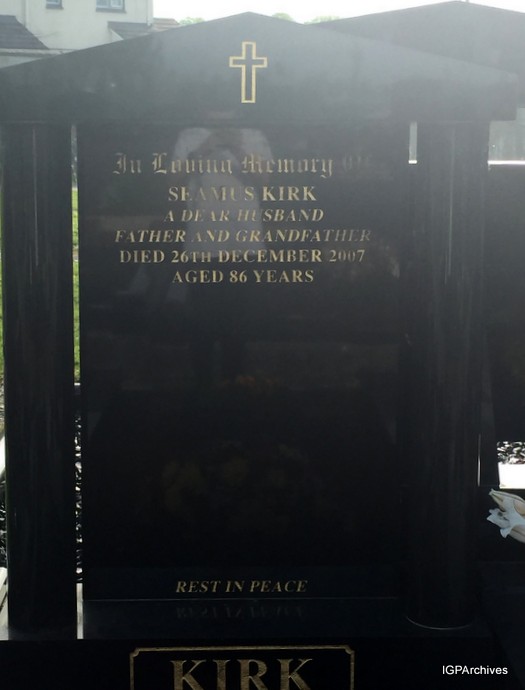 In Loving Memory Of
SEAMUS KIRK
A DEAR HUSBAND
FATHER AND GRANDFATHER
DIED 26TH DECEMBER 2007
AGED 86 YEARS
REST IN PEACE
KIRK
IGPArchives